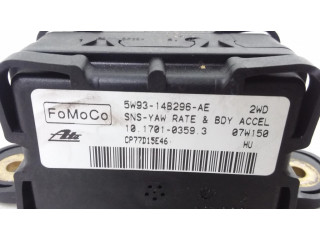 FoMoCo
5W93-14B296-AE 2WD
SNS-YAW RATE & BDY ACCEL
10.1701-0359.3 07W150
Ate
CP77D15E46 HU